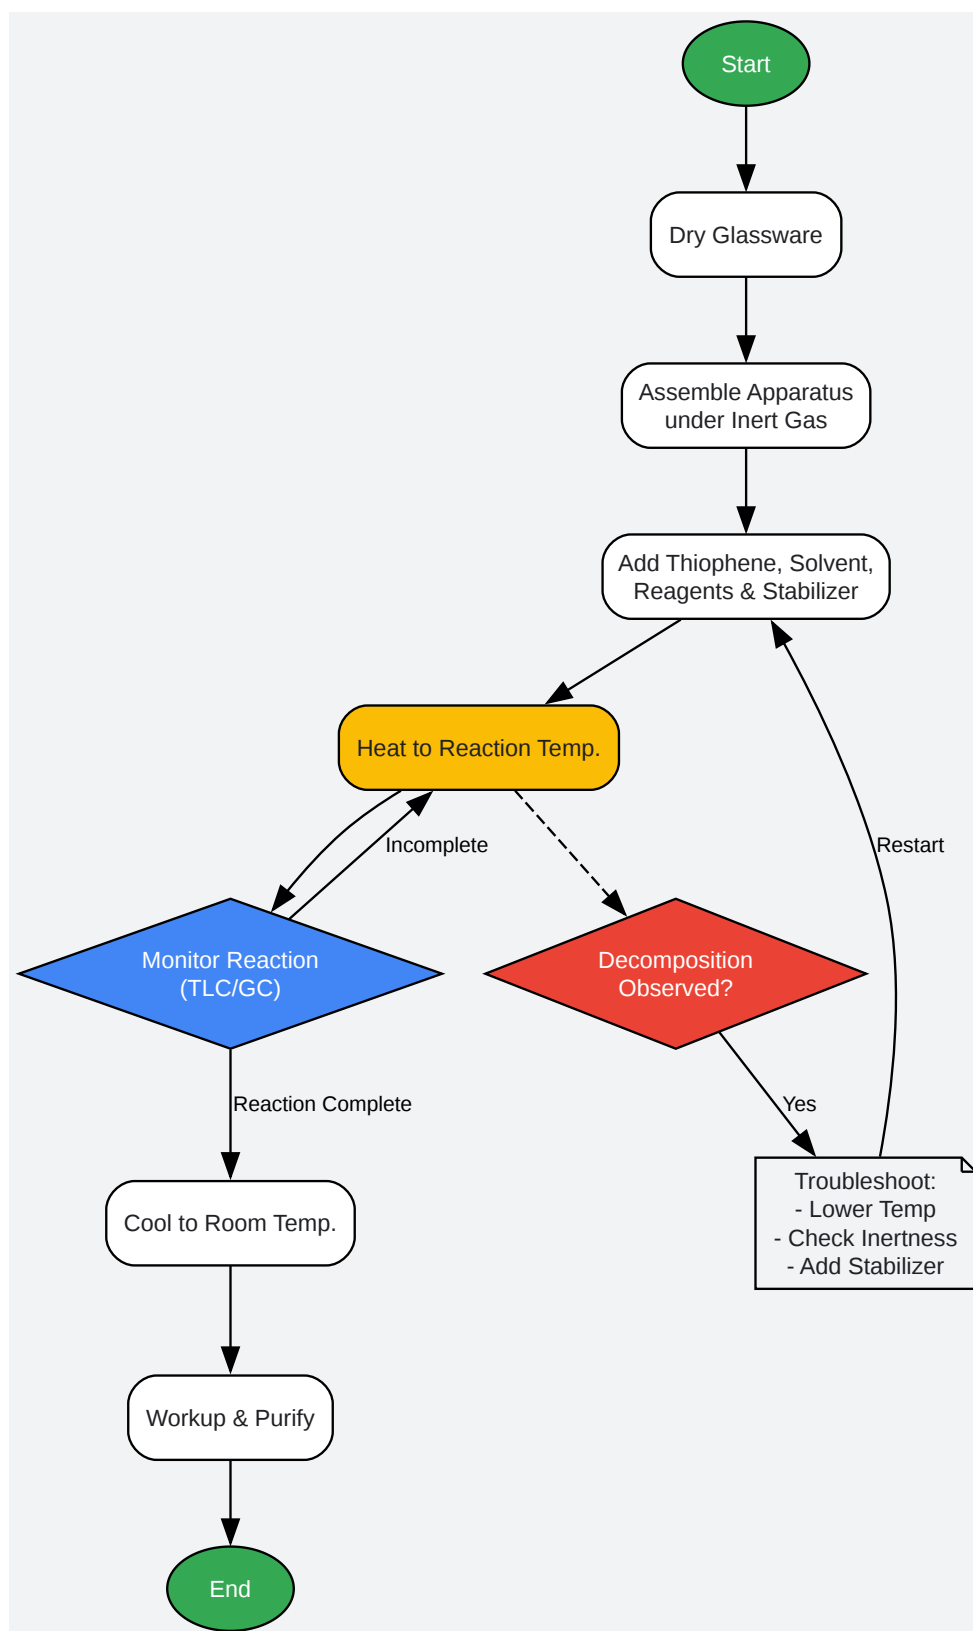 Start
Dry Glassware
Assemble Apparatus
under Inert Gas
Add Thiophene, Solvent,
Reagents & Stabilizer
Heat to Reaction Temp.
Incomplete
Restart
Monitor Reaction
(TLC/GC)
Decomposition
Observed?
Reaction Complete
Yes
Troubleshoot:
- Lower Temp
- Check Inertness
- Add Stabilizer
Cool to Room Temp.
Workup & Purify
End